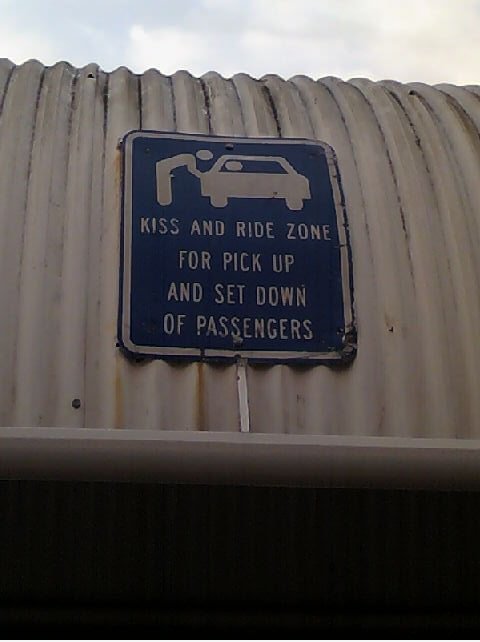 KISS AND RIDE ZONE
FOR PICK UP
AND SET DOWN
OF PASSENGERS